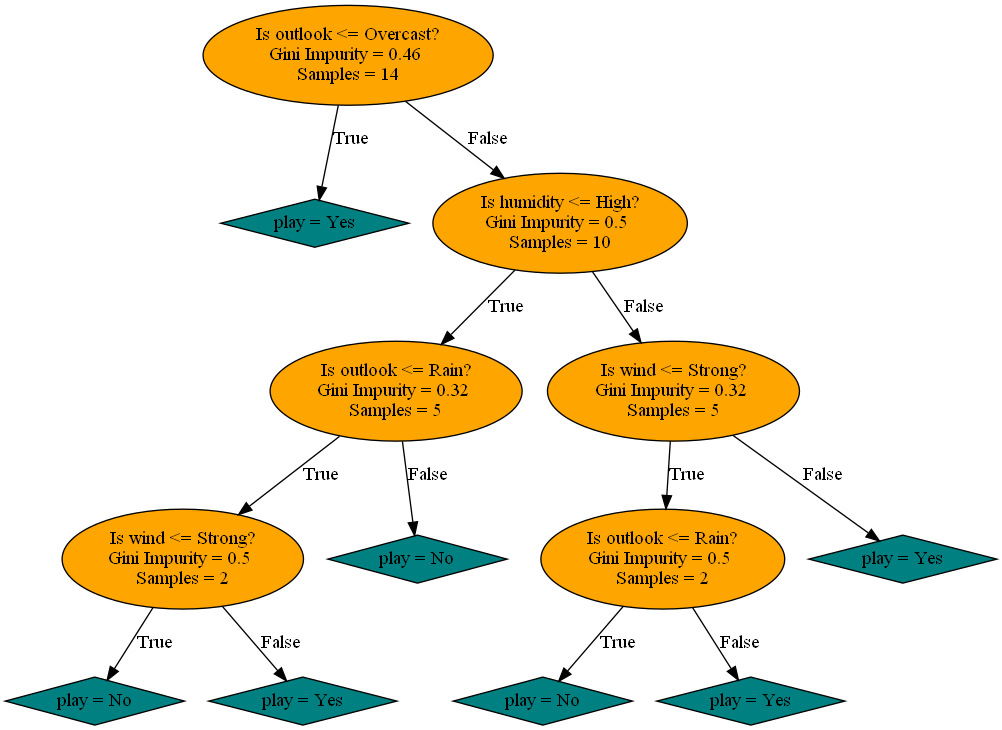 Is outlook <= Overcast?
Gini Impurity = 0.46
Samples = 14
True
False
play = Yes
Is humidity <= High?
Gini Impurity = 0.5
Samples = 10
True
False
Is outlook <= Rain?
Gini Impurity = 0.32
Samples = 5
Is wind <= Strong?
Gini Impurity = 0.32
Samples = 5
True
False
True
False
Is wind <= Strong?
Gini Impurity = 0.5
Samples = 2
play = No
Is outlook <= Rain?
Gini Impurity = 0.5
Samples = 2
play = Yes
True
False
True
False
play = No
play = Yes
play = No
play = Yes